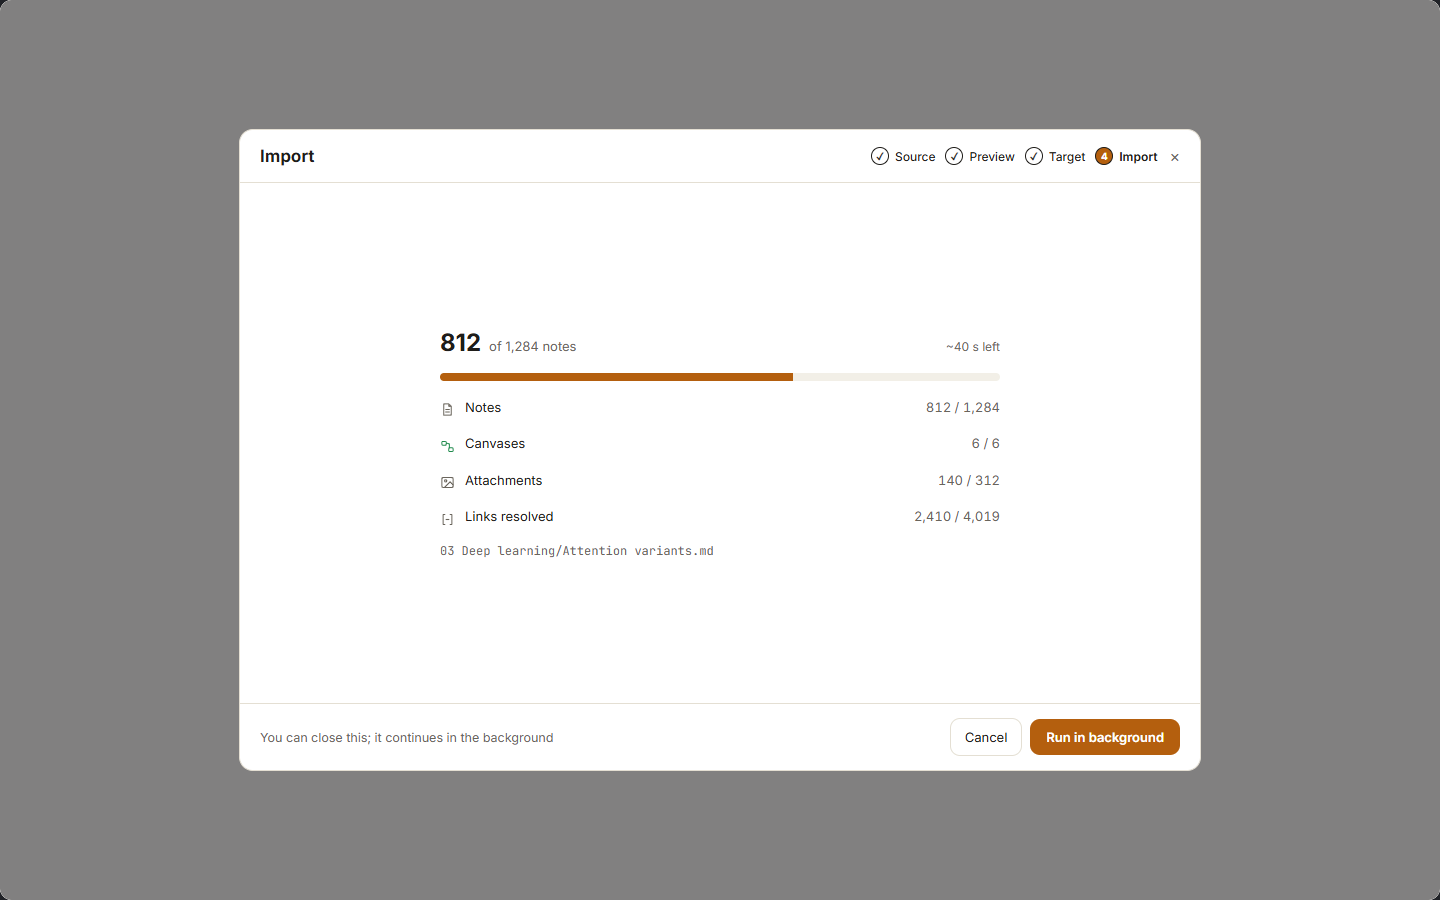 Import
Source Preview Target 4 Import ×
812 of 1,284 notes ~40 s left
Notes 812 / 1,284
Canvases 6 / 6
Attachments 140 / 312
[-] Links resolved 2,410 / 4,019
03 Deep learning/Attention variants.md
You can close this; it continues in the background Cancel Run in background